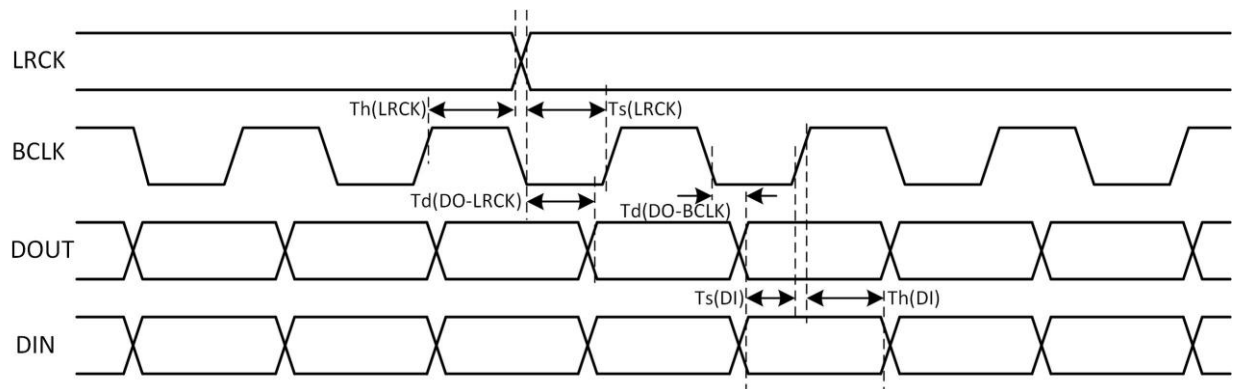 LRCK
Th(LRCK)
Ts(LRCK)
BCLK
Td(DO-LRCK)
Td(DO-BCLK)
DOUT
Ts(DI)
Th(DI)
DIN